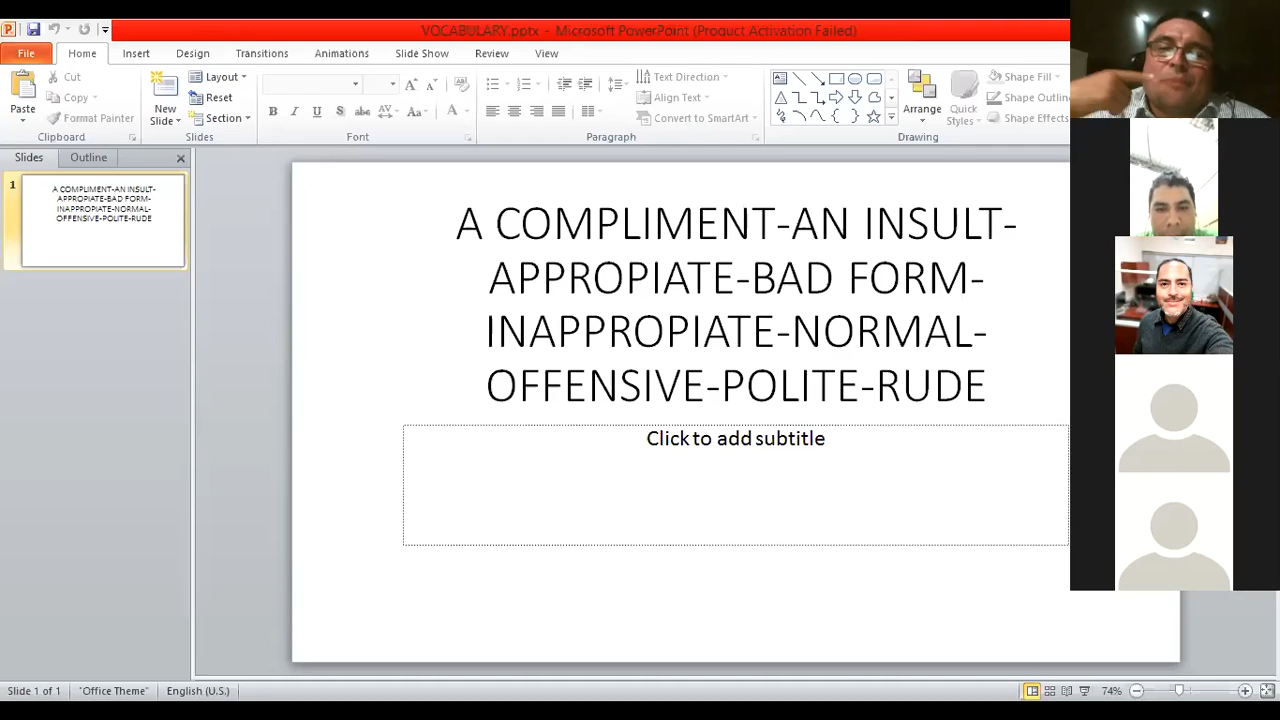 VOCABULARY.pptx - Microsoft PowerPoint (Product Activation Failed)
File Home Insert Design Transitions Animations Slide Show Review View
Paste
Cut
Copy
Format Painter
Clipboard
New
Slide
Layout
Reset
Section
Slides
B I U S abc AV Aa A
Font
Text Direction
Align Text
Convert to SmartArt
Paragraph
Arrange
Quick
Styles
Shape Fill
Shape Outlin
Shape Effects
Drawing
Slides Outline
1
A COMPLIMENT-AN INSULT-
APPROPIATE-BAD FORM-
INAPPROPIATE-NORMAL-
OFFENSIVE-POLITE-RUDE
A COMPLIMENT-AN INSULT-
APPROPIATE-BAD FORM-
INAPPROPIATE-NORMAL-
OFFENSIVE-POLITE-RUDE
Click to add subtitle
Slide 1 of 1 "Office Theme" English (U.S.) 74%